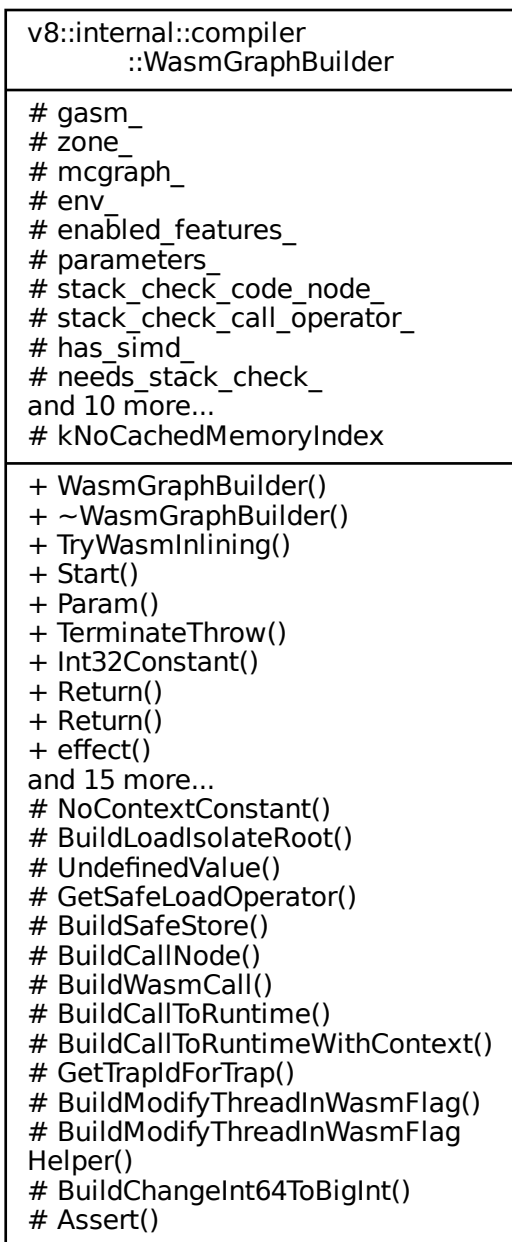 v8::internal::compiler
::WasmGraphBuilder
# gasm_
# zone_
# mcgraph_
# env_
# enabled_features_
# parameters_
# stack_check_code_node_
# stack_check_call_operator_
# has_simd_
# needs_stack_check_
and 10 more...
# kNoCachedMemoryIndex
+ WasmGraphBuilder()
+ ~WasmGraphBuilder()
+ TryWasmInlining()
+ Start()
+ Param()
+ TerminateThrow()
+ Int32Constant()
+ Return()
+ Return()
+ effect()
and 15 more...
# NoContextConstant()
# BuildLoadIsolateRoot()
# UndefinedValue()
# GetSafeLoadOperator()
# BuildSafeStore()
# BuildCallNode()
# BuildWasmCall()
# BuildCallToRuntime()
# BuildCallToRuntimeWithContext()
# GetTrapIdForTrap()
# BuildModifyThreadInWasmFlag()
# BuildModifyThreadInWasmFlag
Helper()
# BuildChangeInt64ToBigInt()
# Assert()